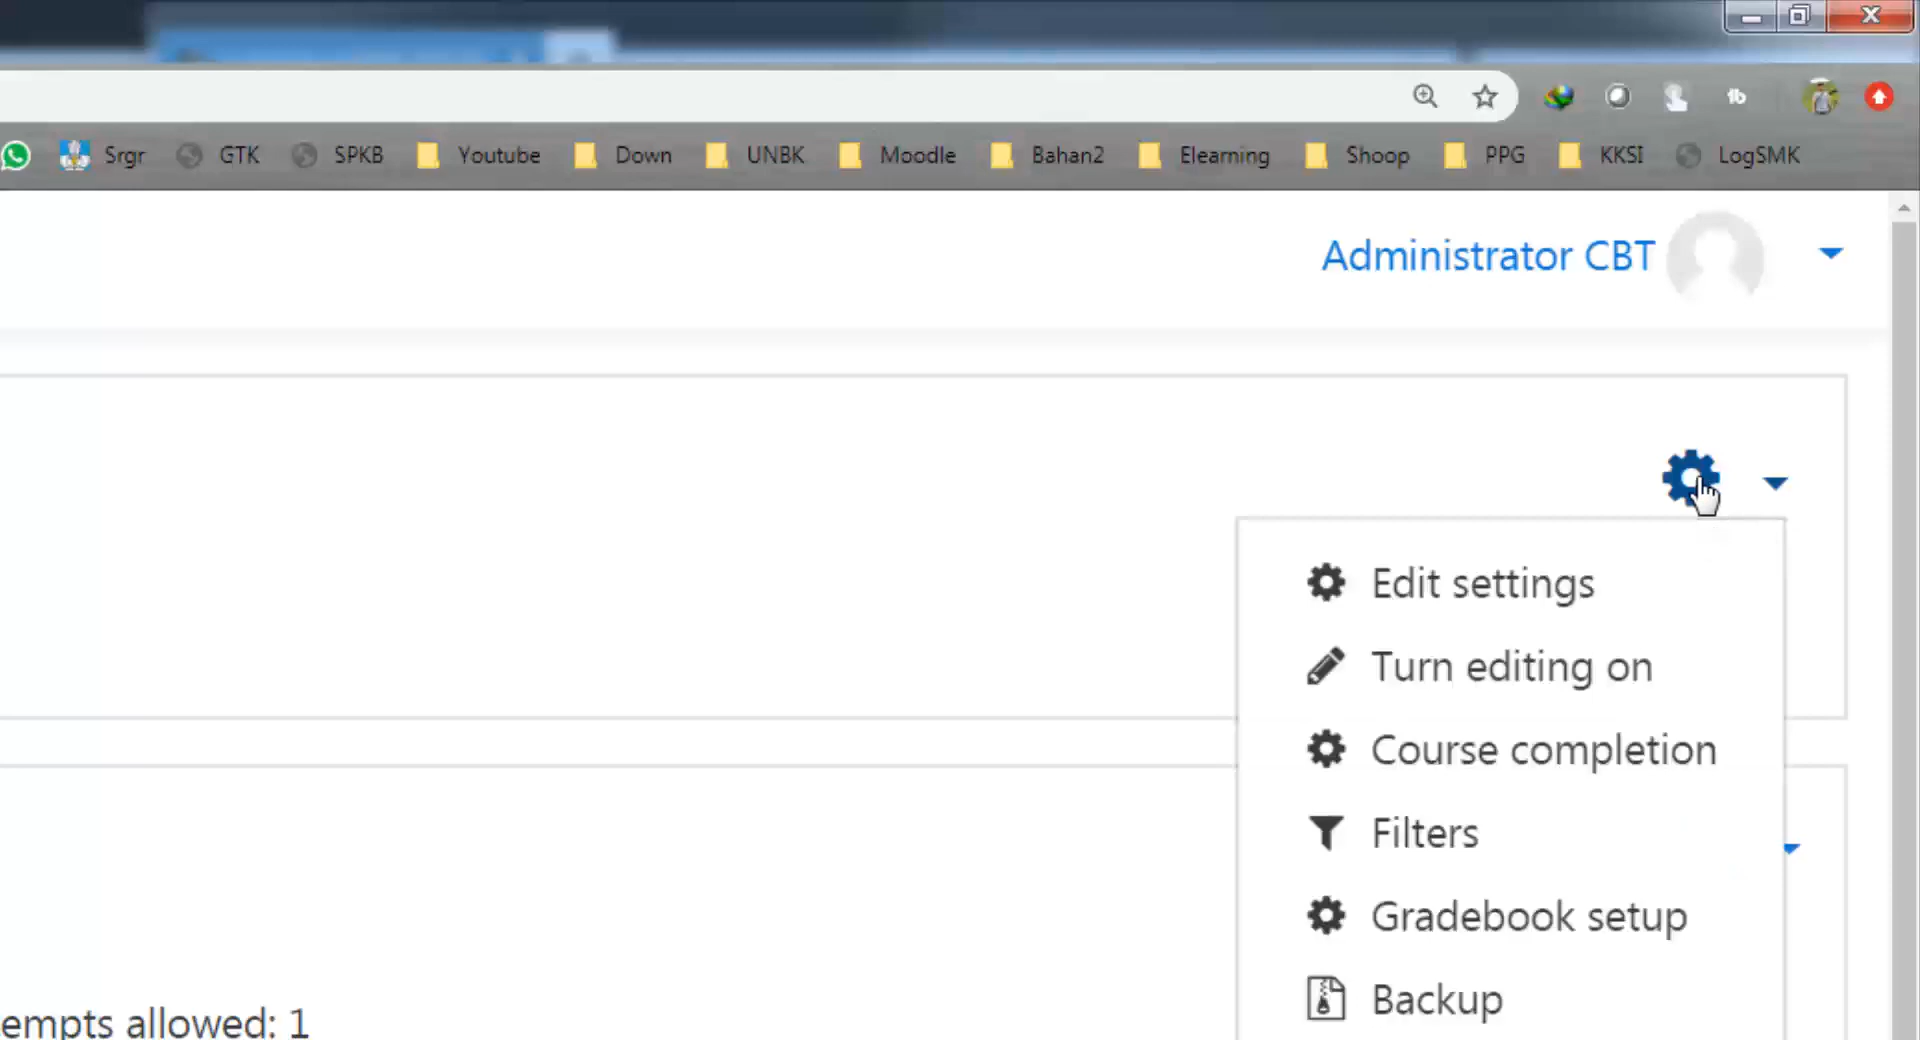 Srgr GTK SPKB Youtube Down UNBK Moodle Bahan2 Elearning Shoop PPG KKSI LogSMK
Administrator CBT
Edit settings
Turn editing on
Course completion
Filters
Gradebook setup
Backup
empts allowed: 1